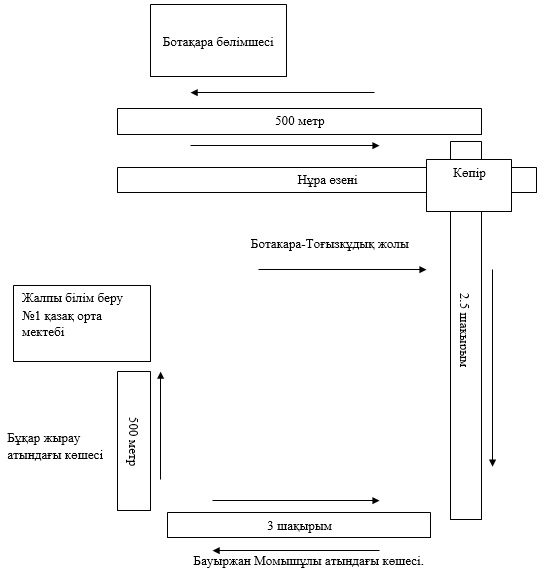 Ботақара бөлімшесі
500 метр
Нұра өзені
Көпір
Ботакара-Тоғызқұдық жолы
2.5 шақырым
Жалпы білім беру
№1 қазақ орта
мектебі
500 метр
Бұқар жырау
атындағы көшесі
3 шақырым
Бауыржан Момышұлы атындағы көшесі.